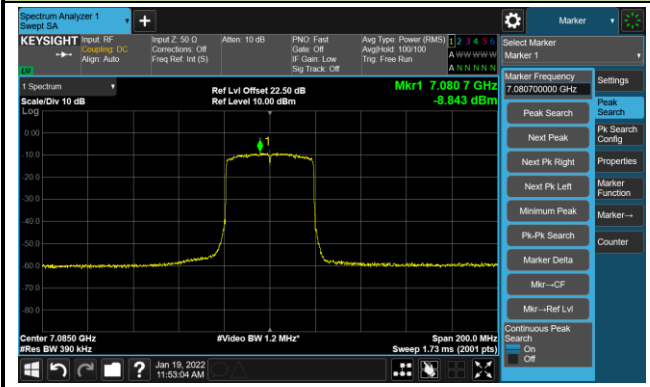 Spectrum Analyzer 1
Swept SA
Marker
KEYSIGHT
Input: RF
Coupling: DC
Align: Auto
Input Z: 50 Ω
Corrections: Off
Freq Ref: Int (S)
Atten: 10 dB
PNO: Fast
Gate: Off
IF Gain: Low
Sig Track: Off
Avg Type: Power (RMS)
Avg|Hold: 100/100
Trig: Free Run
1 2 3 4 5 6
A W W W W W
A N N N N N
Select Marker
Marker 1
1 Spectrum
Scale/Div 10 dB
Log
Ref Lvl Offset 22.50 dB
Ref Level 10.00 dBm
Mkr1 7.080 7 GHz
-8.843 dBm
1
0.00
-10.0
-20.0
-30.0
-40.0
-50.0
-60.0
-70.0
-80.0
Center 7.0850 GHz
#Res BW 390 kHz
#Video BW 1.2 MHz*
Span 200.0 MHz
Sweep 1.73 ms (2001 pts)
Marker Frequency
7.080700000 GHz
Peak Search
Next Peak
Next Pk Right
Next Pk Left
Minimum Peak
Pk-Pk Search
Marker Delta
Mkr→CF
Mkr→Ref Lvl
Continuous Peak
Search
On
Off
Settings
Peak
Search
Pk Search
Config
Properties
Marker
Function
Marker→
Counter
Jan 19, 2022
11:53:04 AM